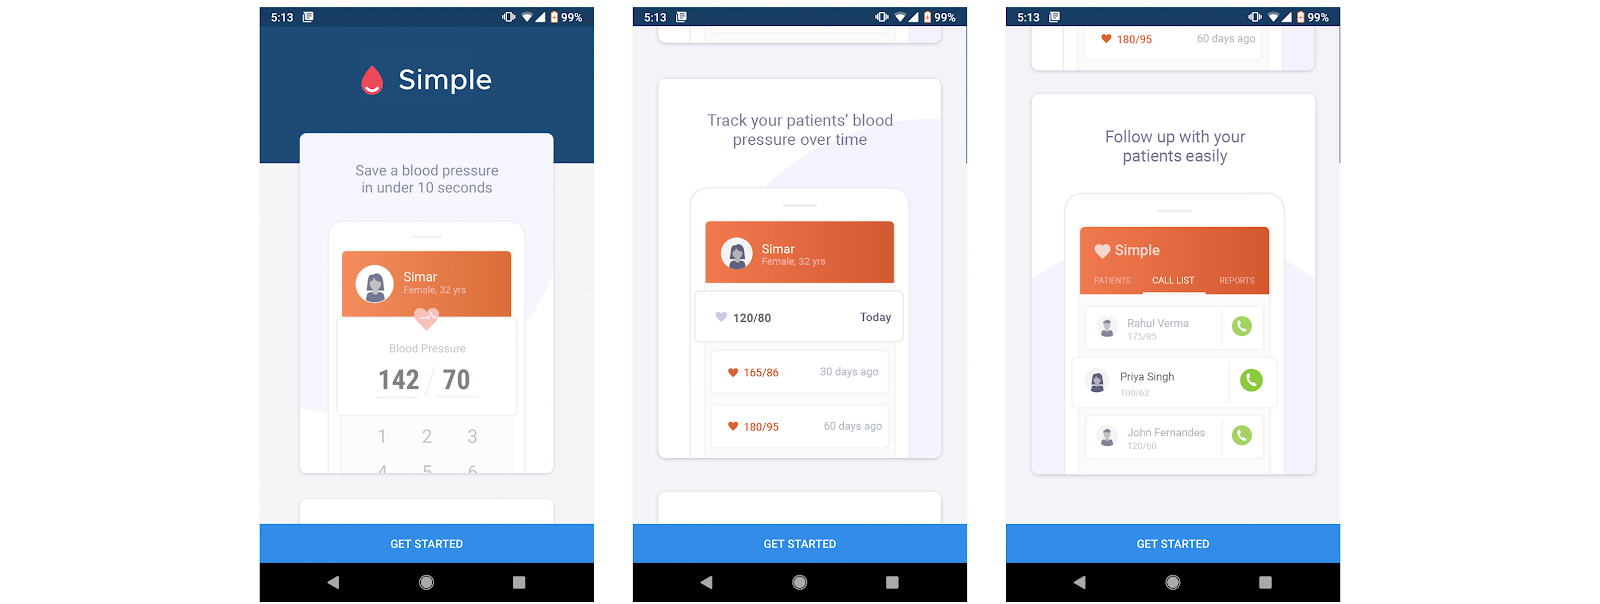 5:13
99%
Simple
Save a blood pressure
in under 10 seconds
Simar
Female, 32 yrs
Blood Pressure
142 / 70
1 2 3
4 5 6
GET STARTED
5:13
99%
Track your patients’ blood
pressure over time
Simar
Female, 32 yrs
120/80 Today
165/86 30 days ago
180/95 60 days ago
GET STARTED
5:13
99%
180/95 60 days ago
Follow up with your
patients easily
Simple
PATIENTS CALL LIST REPORTS
Rahul Verma
175/85
Priya Singh
100/62
John Fernandes
120/60
GET STARTED